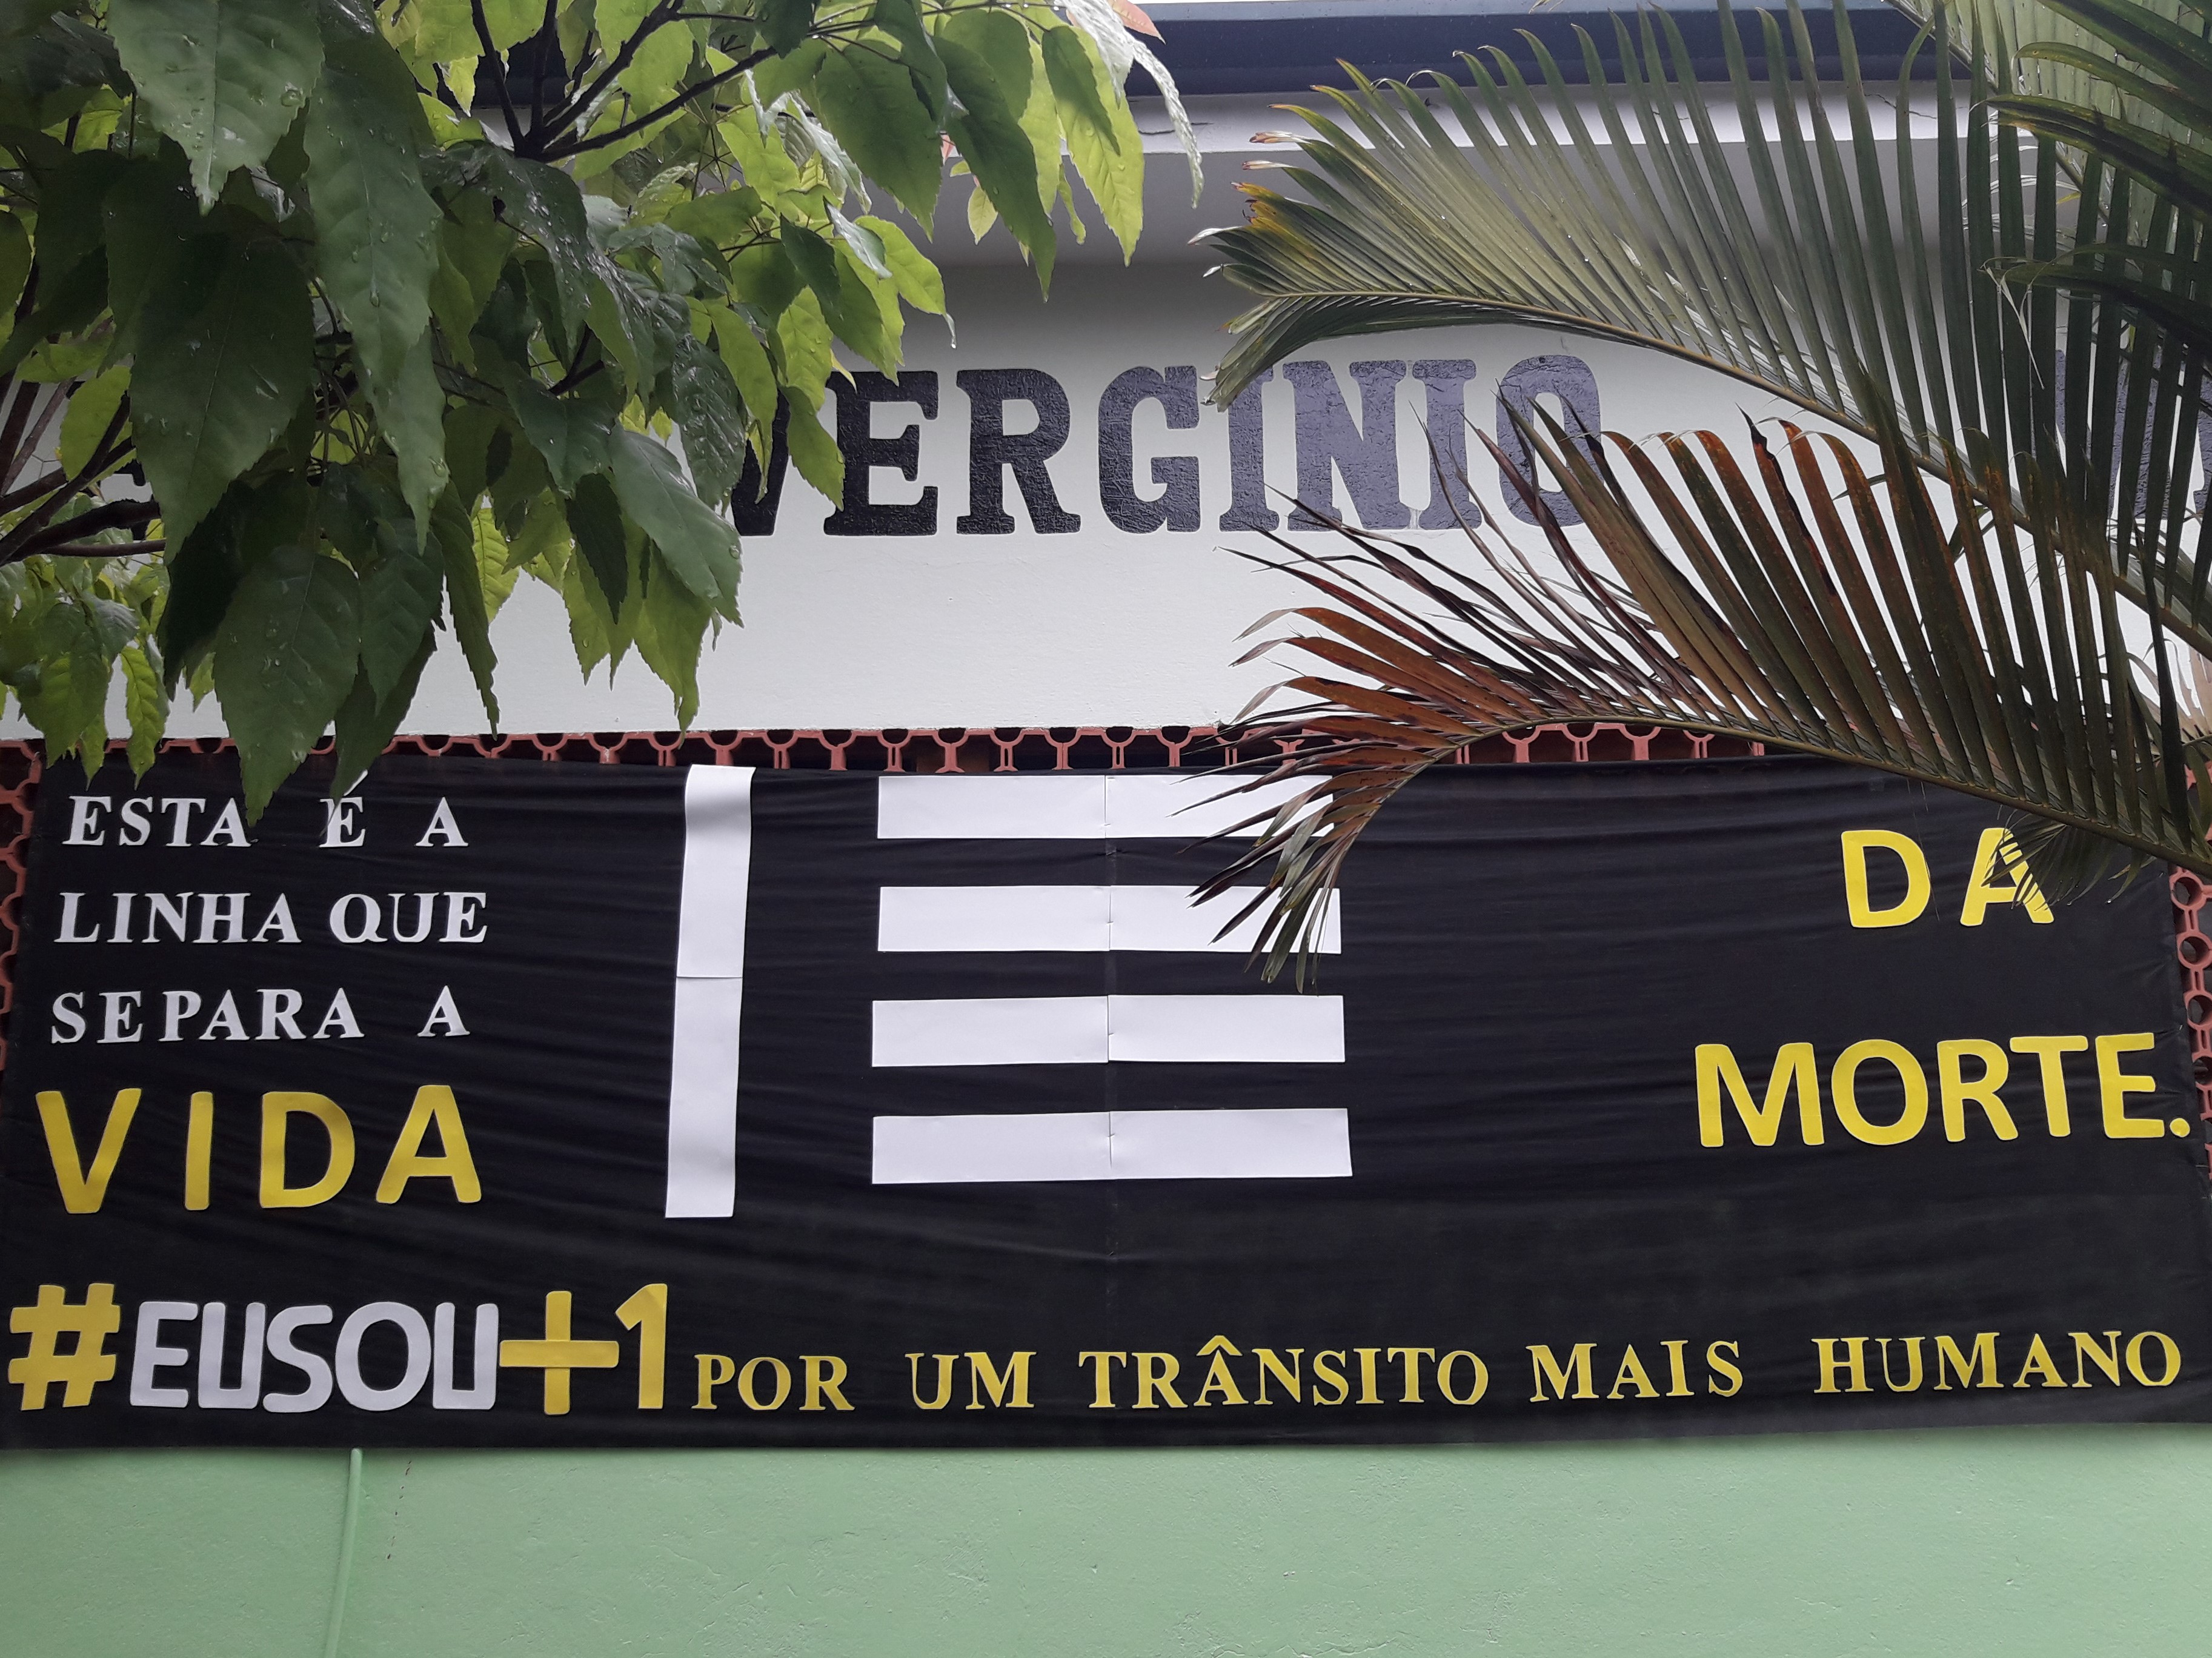 VERGINIO
ESTA É A
LINHA QUE
SEPARA A
VIDA
DA
MORTE.
#EUSOU+1 POR UM TRÂNSITO MAIS HUMANO